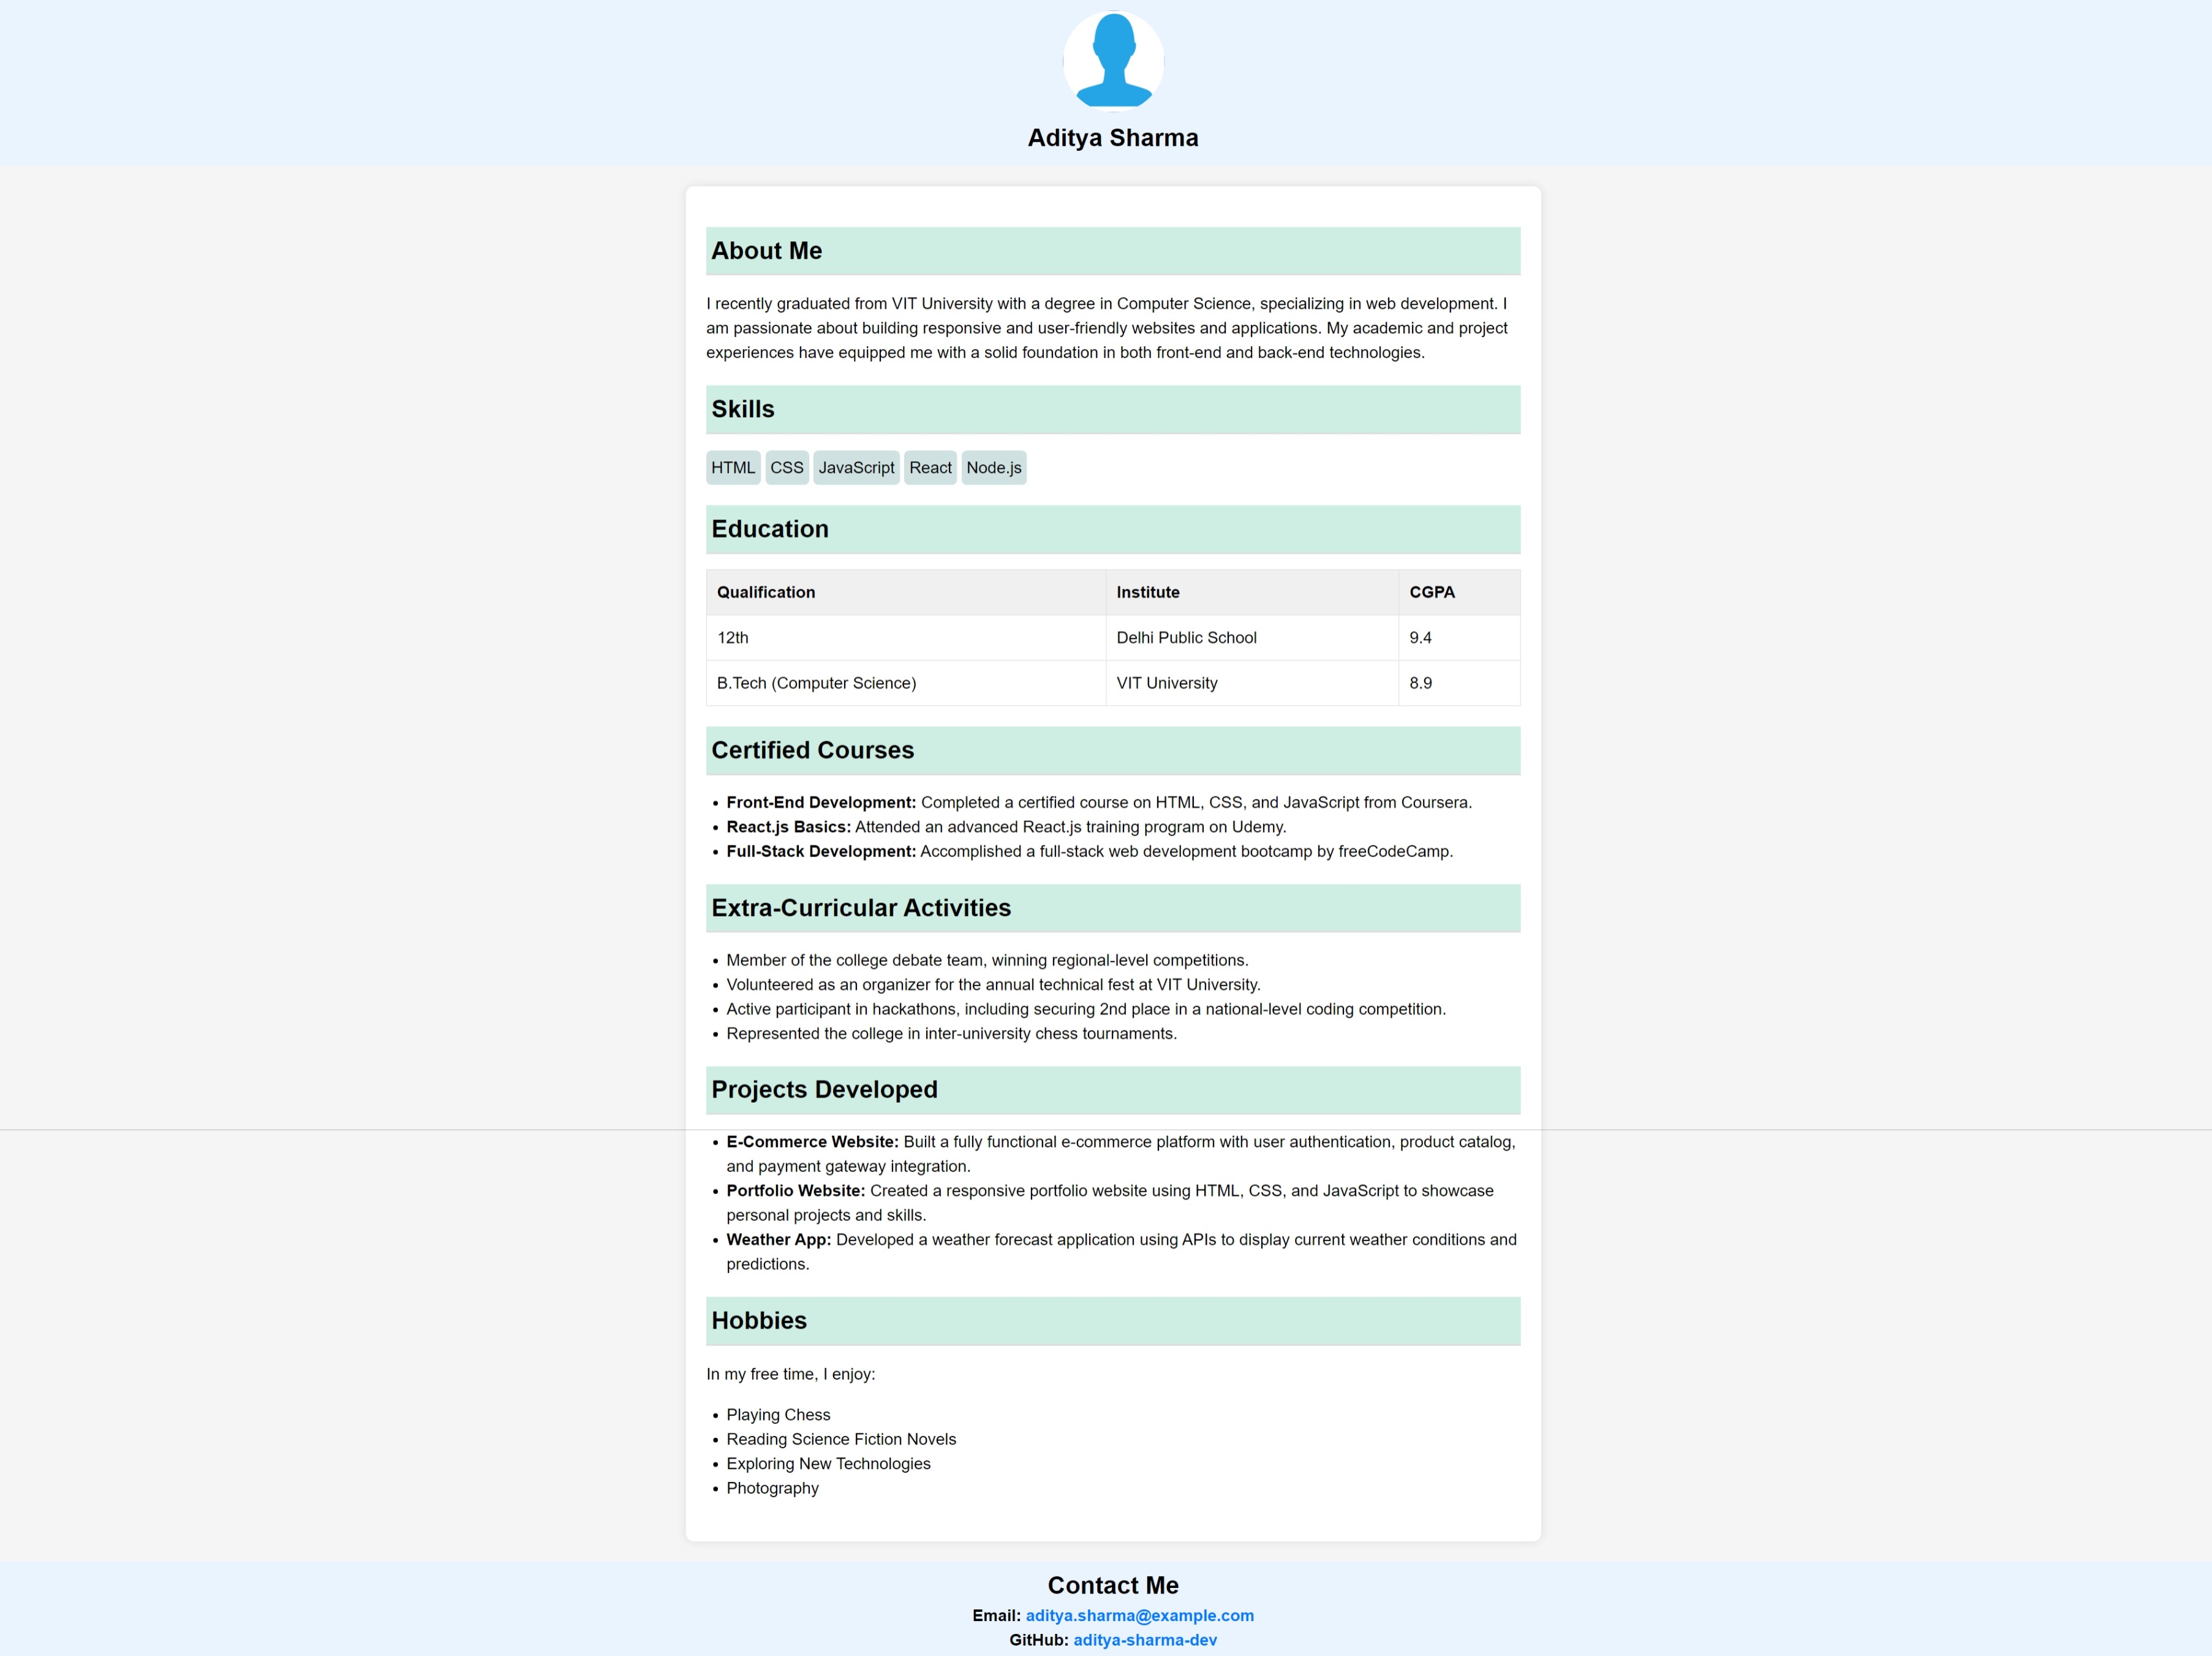 Aditya Sharma
About Me
I recently graduated from VIT University with a degree in Computer Science, specializing in web development. I
am passionate about building responsive and user-friendly websites and applications. My academic and project
experiences have equipped me with a solid foundation in both front-end and back-end technologies.
Skills
HTML CSS JavaScript React Node.js
Education
Qualification Institute CGPA
12th Delhi Public School 9.4
B.Tech (Computer Science) VIT University 8.9
Certified Courses
• Front-End Development: Completed a certified course on HTML, CSS, and JavaScript from Coursera.
• React.js Basics: Attended an advanced React.js training program on Udemy.
• Full-Stack Development: Accomplished a full-stack web development bootcamp by freeCodeCamp.
Extra-Curricular Activities
• Member of the college debate team, winning regional-level competitions.
• Volunteered as an organizer for the annual technical fest at VIT University.
• Active participant in hackathons, including securing 2nd place in a national-level coding competition.
• Represented the college in inter-university chess tournaments.
Projects Developed
• E-Commerce Website: Built a fully functional e-commerce platform with user authentication, product catalog,
and payment gateway integration.
• Portfolio Website: Created a responsive portfolio website using HTML, CSS, and JavaScript to showcase
personal projects and skills.
• Weather App: Developed a weather forecast application using APIs to display current weather conditions and
predictions.
Hobbies
In my free time, I enjoy:
• Playing Chess
• Reading Science Fiction Novels
• Exploring New Technologies
• Photography
Contact Me
Email: aditya.sharma@example.com
GitHub: aditya-sharma-dev